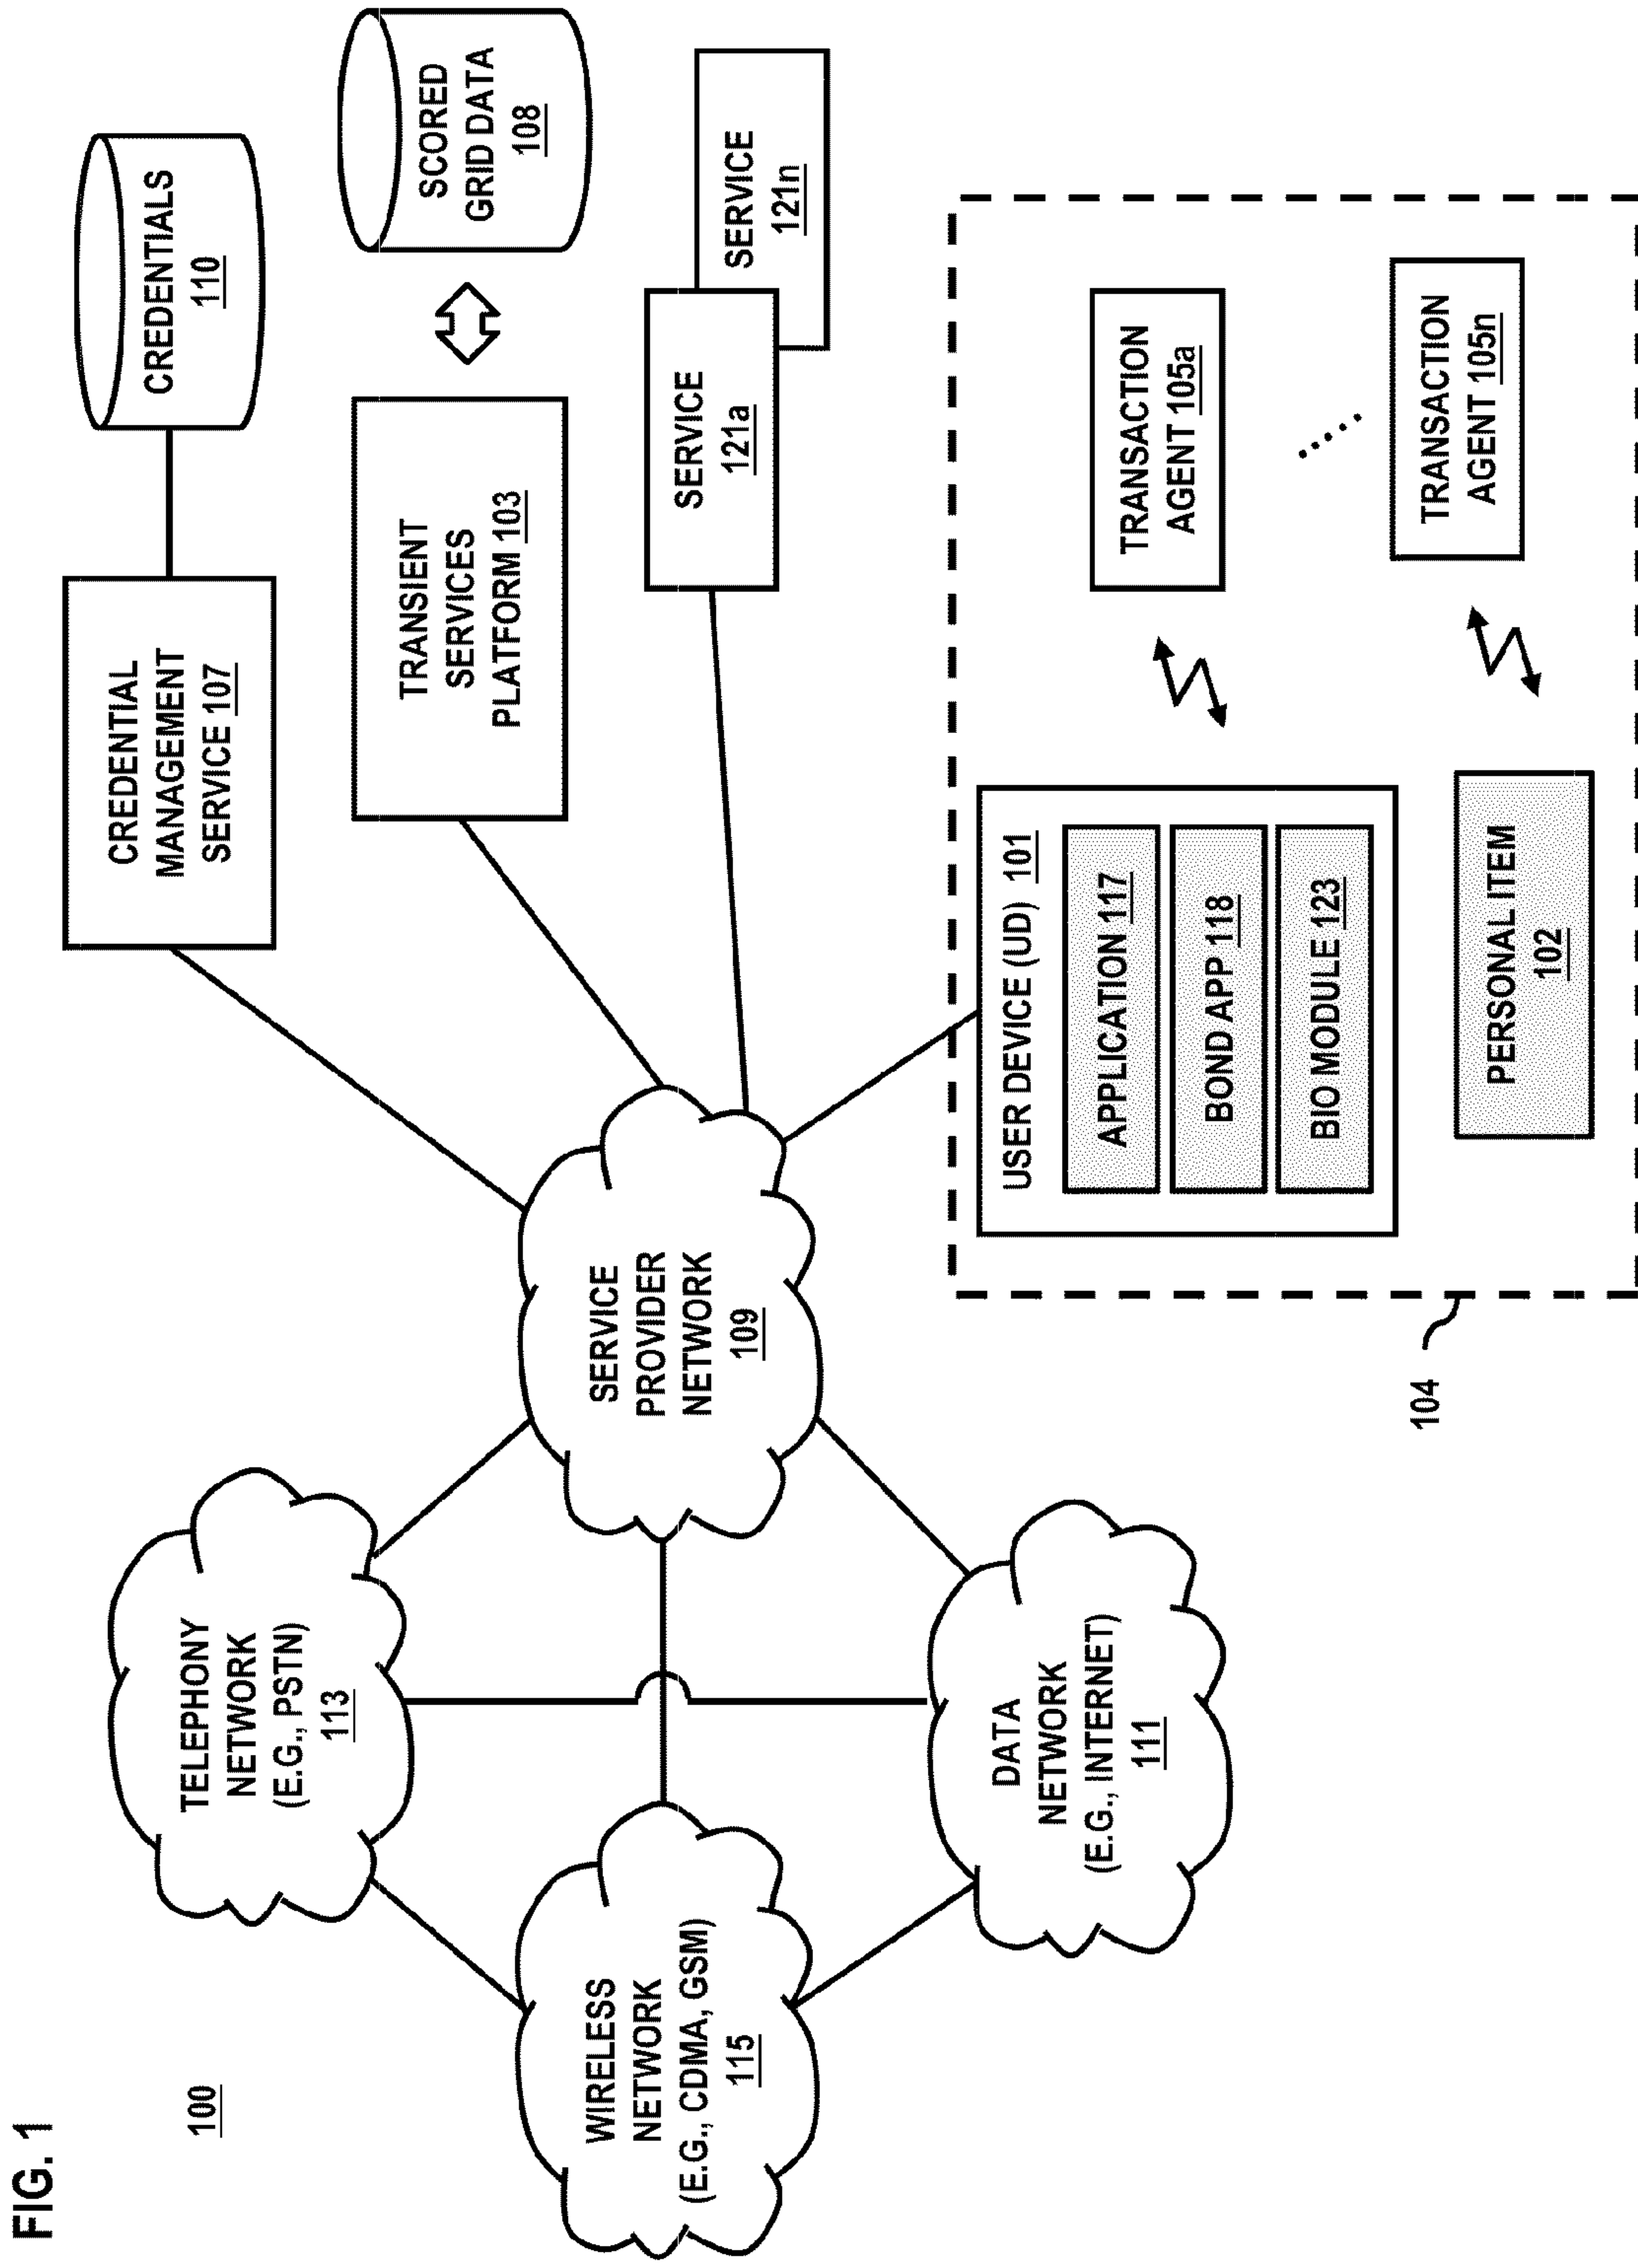 FIG. 1
100
TELEPHONY
NETWORK
(E.G., PSTN)
113
WIRELESS
NETWORK
(E.G., CDMA, GSM)
115
DATA
NETWORK
(E.G., INTERNET)
111
SERVICE
PROVIDER
NETWORK
109
CREDENTIAL
MANAGEMENT
SERVICE 107
CREDENTIALS
110
TRANSIENT
SERVICES
PLATFORM 103
SCORED
GRID DATA
108
SERVICE
121a
SERVICE
121n
USER DEVICE (UD) 101
APPLICATION 117
BOND APP 118
BIO MODULE 123
PERSONAL ITEM
102
TRANSACTION
AGENT 105a
TRANSACTION
AGENT 105n
104